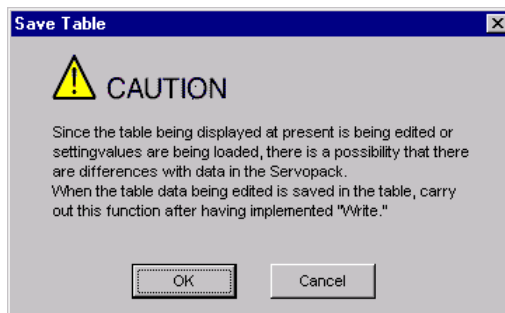 Save Table
CAUTION
Since the table being displayed at present is being edited or
settingvalues are being loaded, there is a possibility that there
are differences with data in the Servopack.
When the table data being edited is saved in the table, carry
out this function after having implemented "Write."
OK Cancel